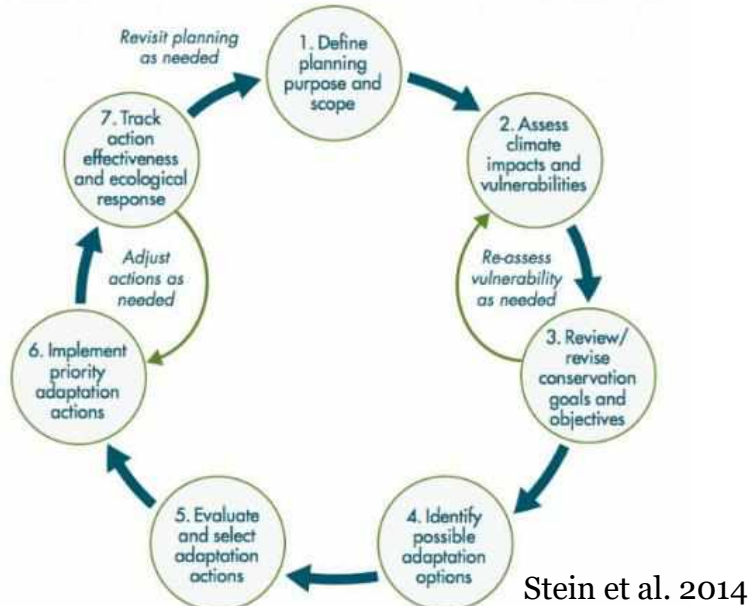 Revisit planning
as needed
1. Define
planning
purpose and
scope
2. Assess
climate
impacts and
vulnerabilities
Re-assess
vulnerability
as needed
3. Review/
revise
conservation
goals and
objectives
4. Identify
possible
adaptation
options
5. Evaluate
and select
adaptation
actions
6. Implement
priority
adaptation
actions
Adjust
actions as
needed
7. Track
action
effectiveness
and ecological
response
Stein et al. 2014